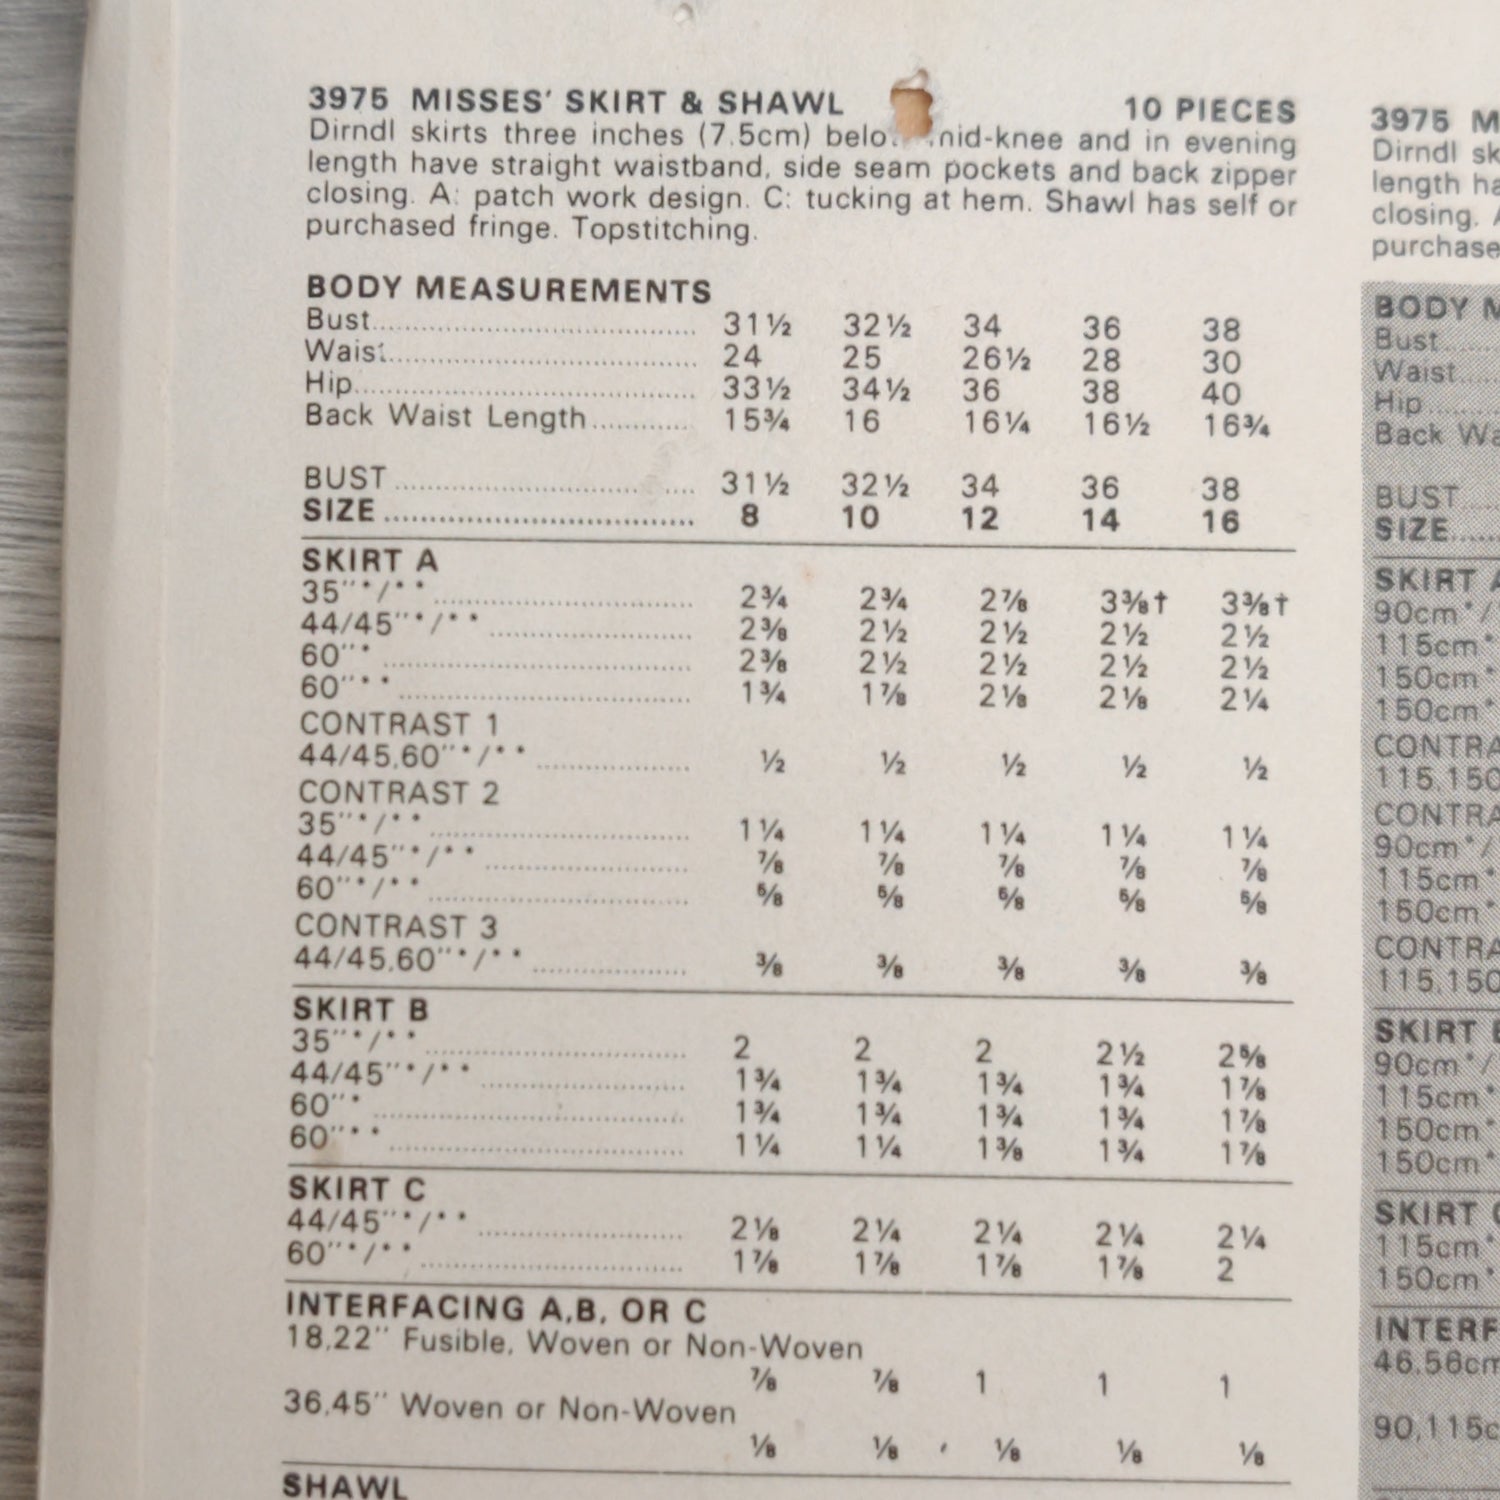 3975 MISSES' SKIRT & SHAWL 10 PIECES
Dirndl skirts three inches (7.5cm) belo nid-knee and in evening
length have straight waistband, side seam pockets and back zipper
closing. A: patch work design. C: tucking at hem. Shawl has self or
purchased fringe. Topstitching.
BODY MEASUREMENTS
Bust 31½ 32½ 34 36 38
Waist 24 25 26½ 28 30
Hip 33½ 34½ 36 38 40
Back Waist Length 15¾ 16 16¼ 16½ 16¾
BUST 31½ 32½ 34 36 38
SIZE 8 10 12 14 16
SKIRT A
35"*/** 2¾ 2¾ 2⅞ 3⅜† 3⅜†
44/45"*/** 2⅜ 2½ 2½ 2½ 2½
60"* 2⅜ 2½ 2½ 2½ 2½
60"** 1¾ 1⅞ 2⅛ 2⅛ 2¼
CONTRAST 1
44/45,60"*/** ½ ½ ½ ½ ½
CONTRAST 2
35"*/** 1¼ 1¼ 1¼ 1¼ 1¼
44/45"*/** ⅞ ⅞ ⅞ ⅞ ⅞
60"*/** ⅝ ⅝ ⅝ ⅝ ⅝
CONTRAST 3
44/45,60"*/** ⅜ ⅜ ⅜ ⅜ ⅜
SKIRT B
35"*/** 2 2 2 2½ 2⅝
44/45"*/** 1¾ 1¾ 1¾ 1¾ 1⅞
60"* 1¾ 1¾ 1¾ 1¾ 1⅞
60"** 1¼ 1¼ 1⅜ 1¾ 1⅞
SKIRT C
44/45"*/** 2⅛ 2¼ 2¼ 2¼ 2¼
60"*/** 1⅞ 1⅞ 1⅞ 1⅞ 2
INTERFACING A,B, OR C
18,22" Fusible, Woven or Non-Woven
⅞ ⅞ 1 1 1
36,45" Woven or Non-Woven
⅛ ⅛ ⅛ ⅛ ⅛
SHAWL
3975 M
Dirndl sk
length ha
closing. A
purchase
BODY M
Bust
Waist
Hip
Back Wa
BUST
SIZE
SKIRT A
90cm*/
115cm*
150cm*
150cm*
CONTRA
115,150
CONTRA
90cm*/
115cm*
150cm*
CONTRA
115,150
SKIRT B
90cm*/
115cm*
150cm*
150cm*
SKIRT C
115cm*
150cm*
INTERF
46,56cm
90,115c